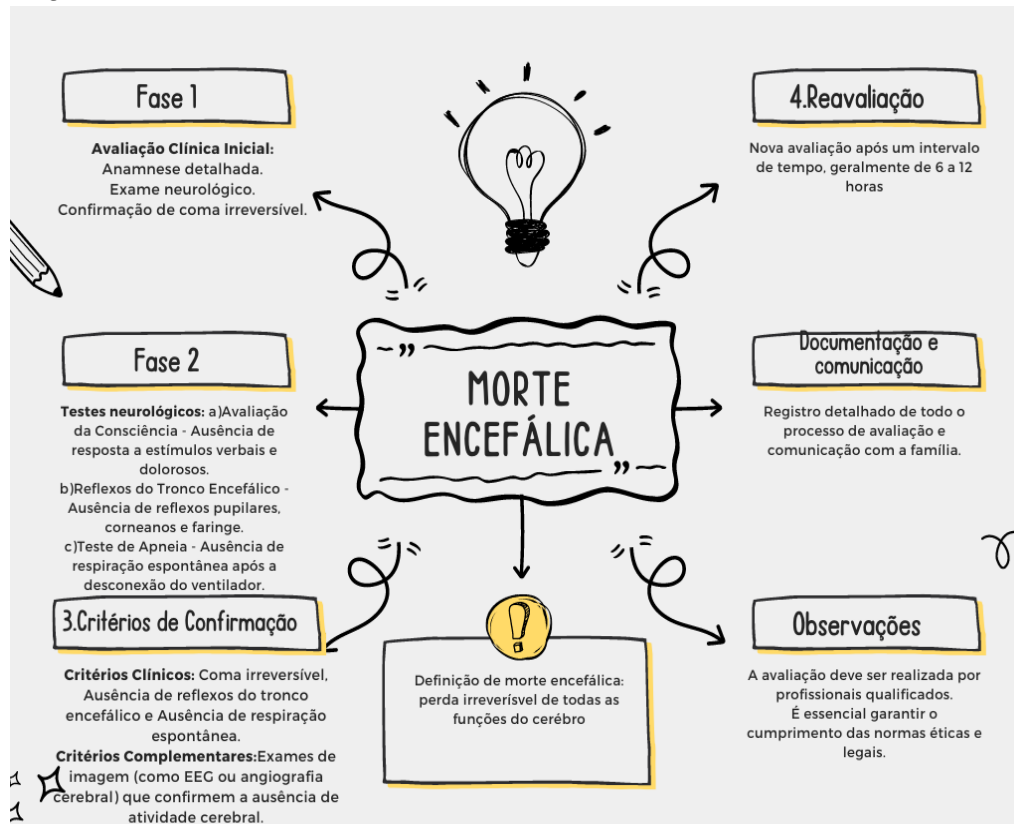 Fase 1
Avaliação Clínica Inicial:
Anamnese detalhada.
Exame neurológico.
Confirmação de coma irreversível.
Fase 2
Testes neurológicos: a)Avaliação
da Consciência - Ausência de
resposta a estímulos verbais e
dolorosos.
b)Reflexos do Tronco Encefálico -
Ausência de reflexos pupilares,
corneanos e faringe.
c)Teste de Apneia - Ausência de
respiração espontânea após a
desconexão do ventilador.
3.Critérios de Confirmação
Critérios Clínicos: Coma irreversível,
Ausência de reflexos do tronco
encefálico e Ausência de respiração
espontânea.
Critérios Complementares:Exames de
imagem (como EEG ou angiografia
cerebral) que confirmem a ausência de
atividade cerebral.
MORTE
ENCEFÁLICA
Definição de morte encefálica:
perda irreverísvel de todas as
funções do cerébro
4.Reavaliação
Nova avaliação após um intervalo
de tempo, geralmente de 6 a 12
horas
Documentação e
comunicação
Registro detalhado de todo o
processo de avaliação e
comunicação com a família.
Observações
A avaliação deve ser realizada por
profissionais qualificados.
É essencial garantir o
cumprimento das normas éticas e
legais.